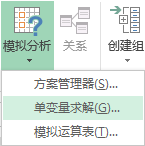 模拟分析 关系 创建组
方案管理器(S)...
单变量求解(G)...
模拟运算表(T)...